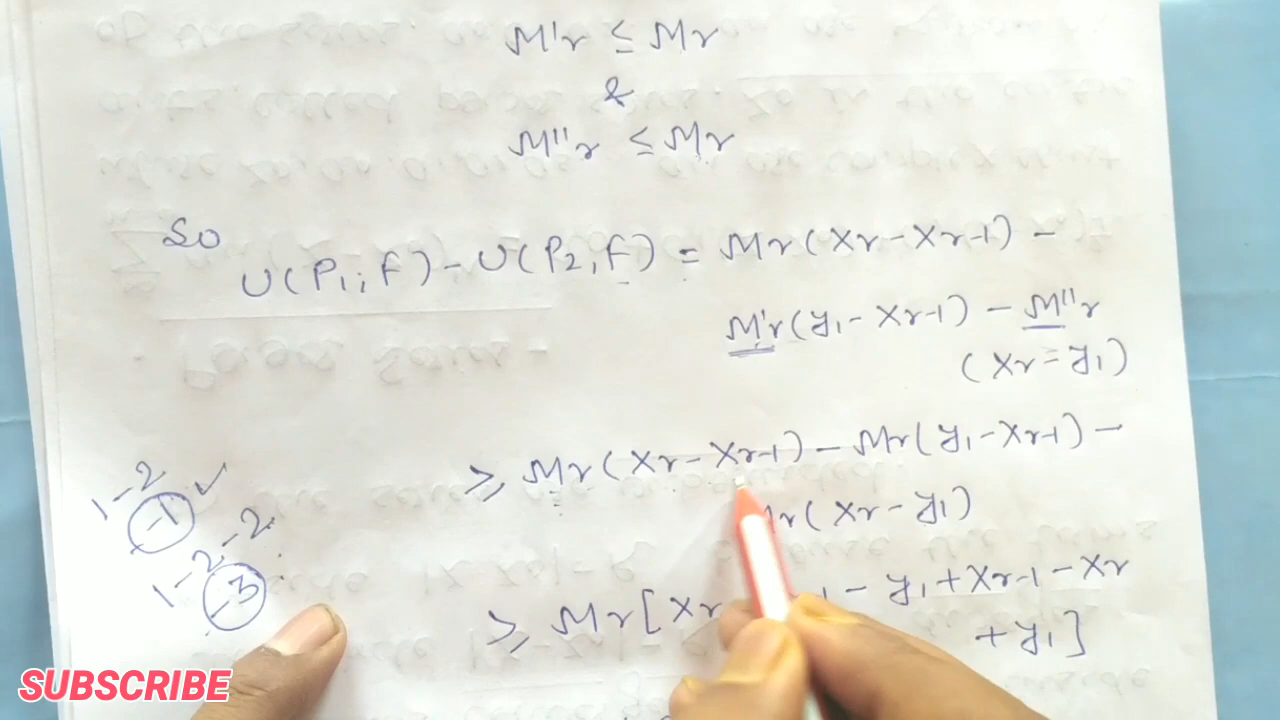 M'r ≤ Mr
&
M''r ≤ Mr
So
U(P1, f) - U(P2, f) = Mr(xr - xr-1) -
M'r(y1 - xr-1) - M''r
(xr = y1)
≥ Mr(xr - xr-1) - Mr(y1 - xr-1) -
Mr(xr - y1)
≥ Mr[xr -1 - y1 + xr-1 - xr
+ y1]
1-2
-1 ✓
1-2-2
-3
SUBSCRIBE